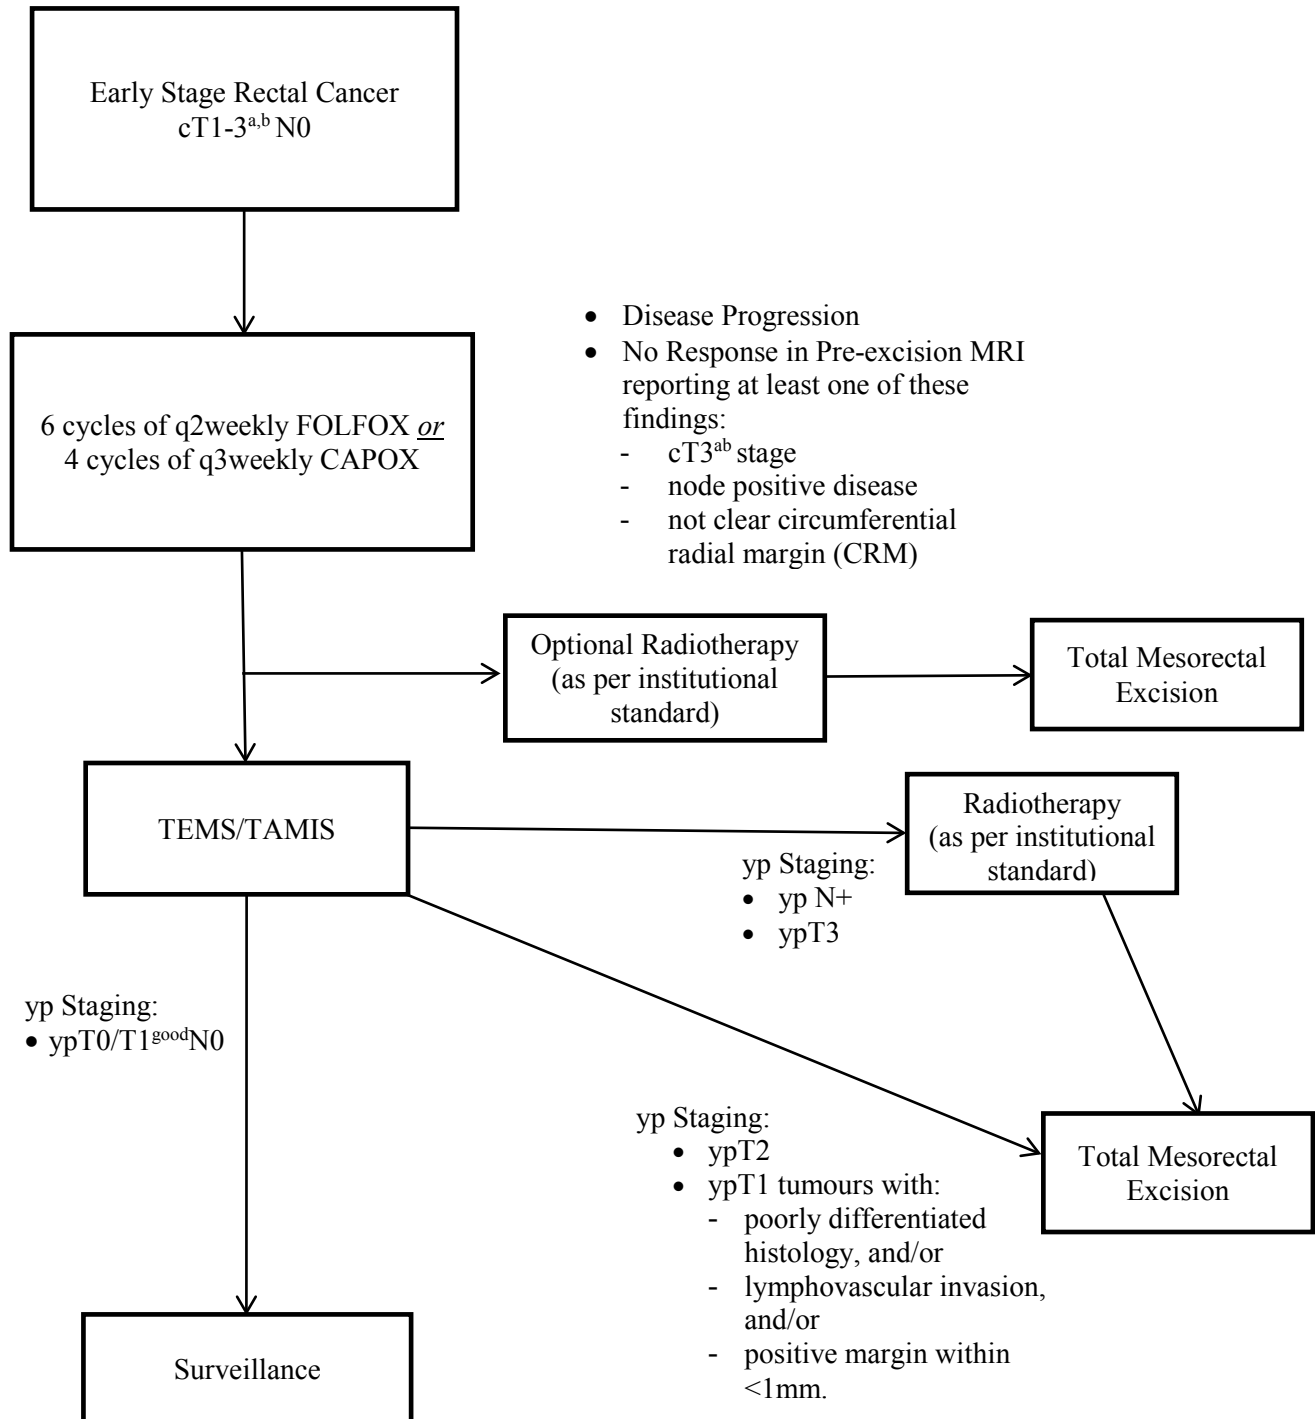 Early Stage Rectal Cancer
cT1-3a,b N0
6 cycles of q2weekly FOLFOX or
4 cycles of q3weekly CAPOX
• Disease Progression
• No Response in Pre-excision MRI
reporting at least one of these
findings:
- cT3ab stage
- node positive disease
- not clear circumferential
radial margin (CRM)
Optional Radiotherapy
(as per institutional
standard)
Total Mesorectal
Excision
TEMS/TAMIS
Radiotherapy
(as per institutional
standard)
yp Staging:
• yp N+
• ypT3
yp Staging:
• ypT0/T1goodN0
yp Staging:
• ypT2
• ypT1 tumours with:
- poorly differentiated
histology, and/or
- lymphovascular invasion,
and/or
- positive margin within
<1mm.
Total Mesorectal
Excision
Surveillance